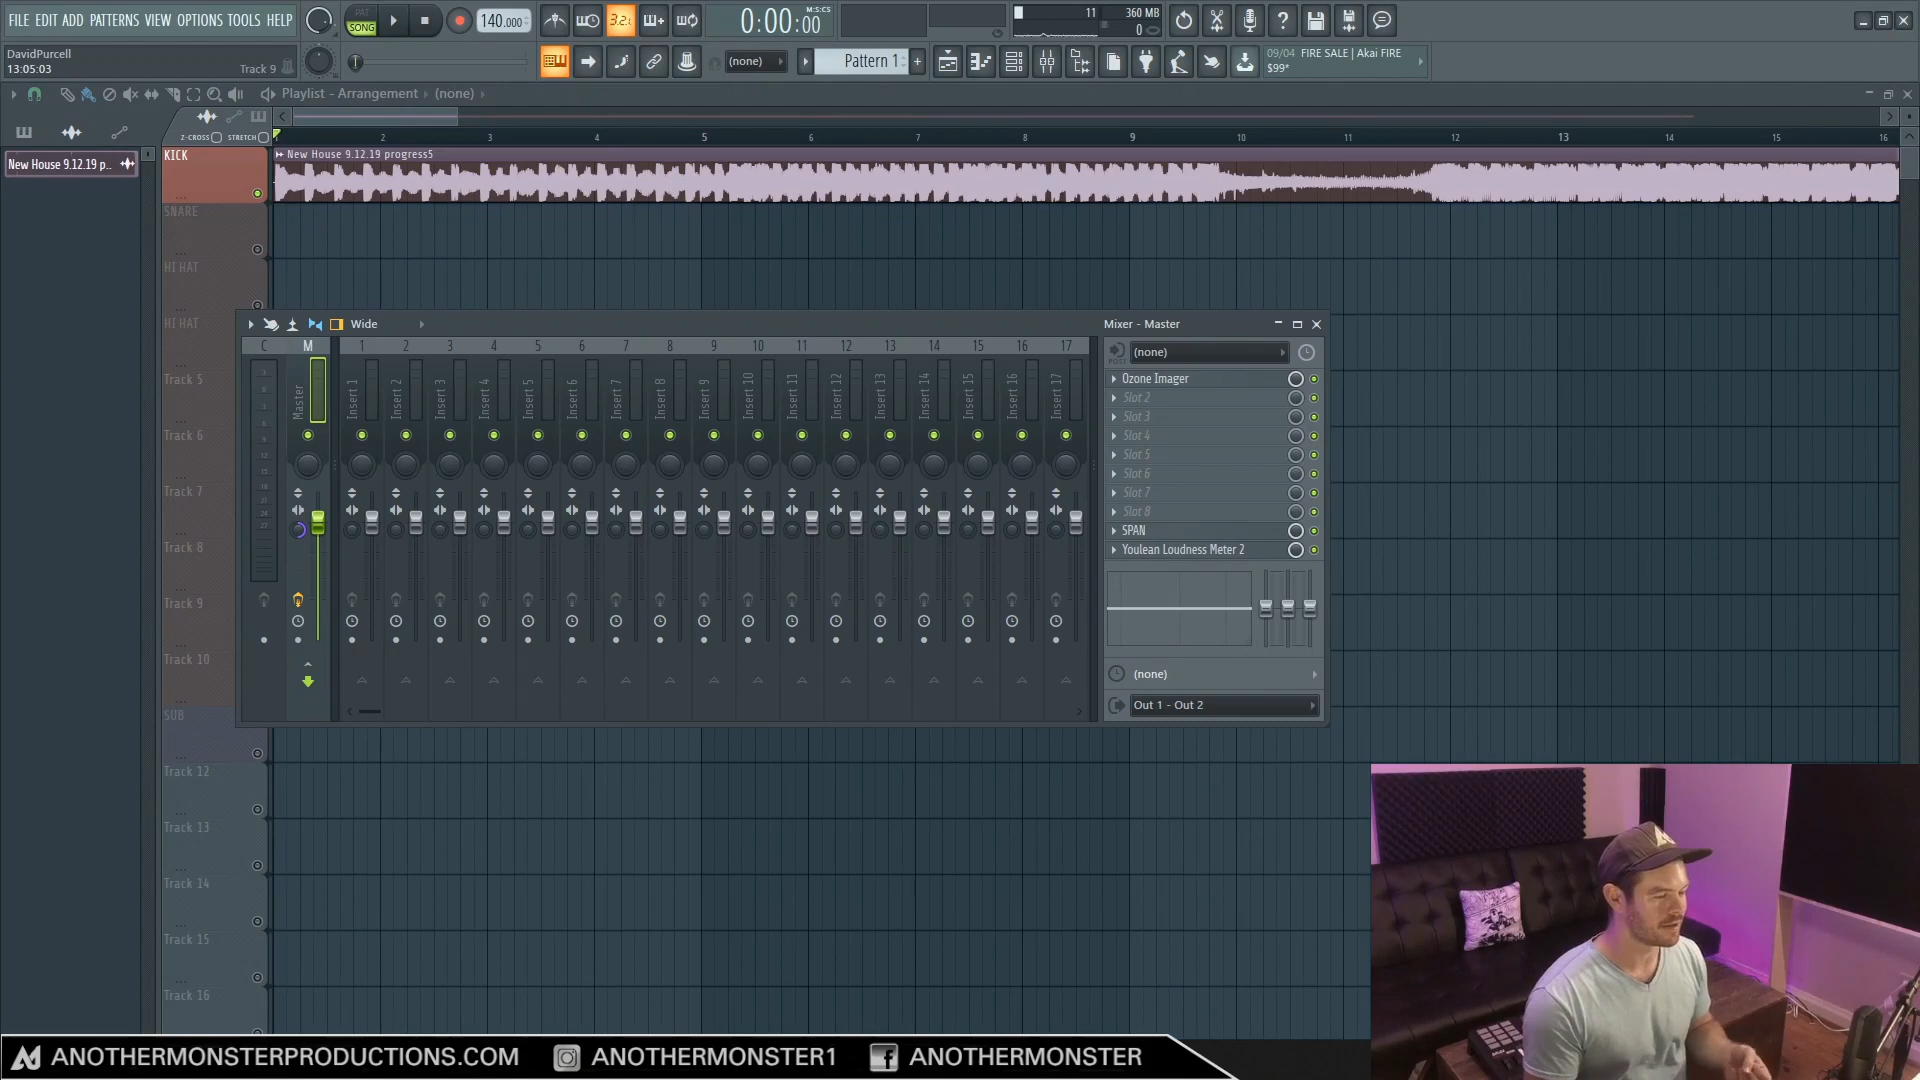 FILE EDIT ADD PATTERNS VIEW OPTIONS TOOLS HELP
PAT
SONG
140.000
3.2.
0:00:00
M:S:CS
11
360 MB
0
DavidPurcell
13:05:03
Track 9
(none)
Pattern 1
+
09/04 FIRE SALE | Akai FIRE
$99*
Playlist - Arrangement
(none)
Z-CROSS
STRETCH
2 3 4 5 6 7 8 9 10 11 12 13 14 15 16
New House 9.12.19 p..
KICK
New House 9.12.19 progress5
SNARE
HI HAT
HI HAT
Track 5
Track 6
Track 7
Track 8
Track 9
Track 10
SUB
Track 12
Track 13
Track 14
Track 15
Track 16
Wide
Mixer - Master
C M 1 2 3 4 5 6 7 8 9 10 11 12 13 14 15 16 17
Master
Insert 1
Insert 2
Insert 3
Insert 4
Insert 5
Insert 6
Insert 7
Insert 8
Insert 9
Insert 10
Insert 11
Insert 12
Insert 13
Insert 14
Insert 15
Insert 16
Insert 17
POST
(none)
Ozone Imager
Slot 2
Slot 3
Slot 4
Slot 5
Slot 6
Slot 7
Slot 8
SPAN
Youlean Loudness Meter 2
(none)
Out 1 - Out 2
ANOTHERMONSTERPRODUCTIONS.COM
ANOTHERMONSTER1
ANOTHERMONSTER